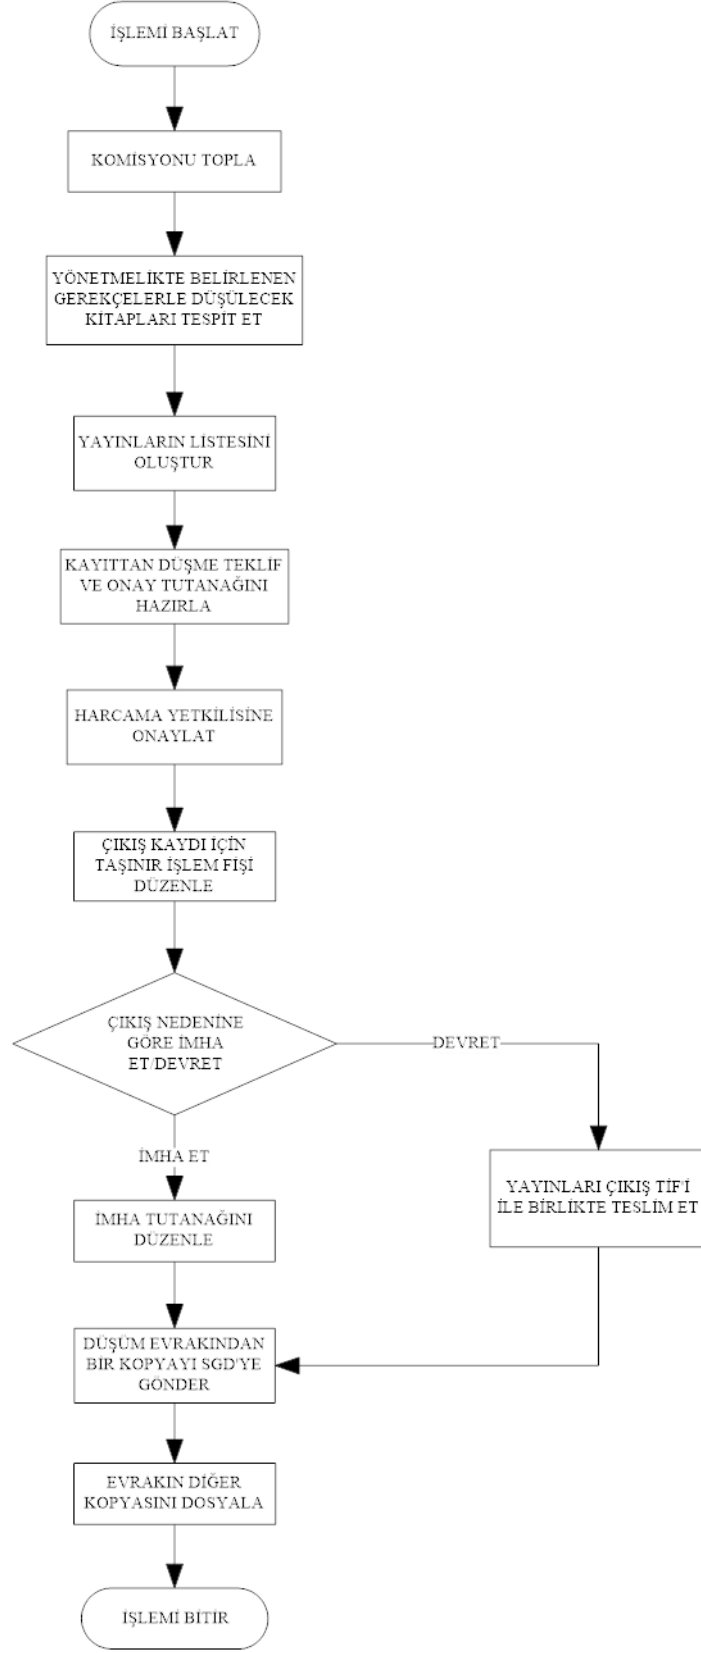 İŞLEMİ BAŞLAT
KOMİSYONU TOPLA
YÖNETMELİKTE BELİRLENEN
GEREKÇELERLE DÜŞÜLECEK
KİTAPLARI TESPİT ET
YAYINLARIN LİSTESİNİ
OLUŞTUR
KAYITTAN DÜŞME TEKLİF
VE ONAY TUTANAĞINI
HAZIRLA
HARCAMA YETKİLİSİNE
ONAYLAT
ÇIKIŞ KAYDI İÇİN
TAŞINIR İŞLEM FİŞİ
DÜZENLE
ÇIKIŞ NEDENİNE
GÖRE İMHA
ET/DEVRET
DEVRET
İMHA ET
YAYINLARI ÇIKIŞ TİF'İ
İLE BİRLİKTE TESLİM ET
İMHA TUTANAĞINI
DÜZENLE
DÜŞÜM EVRAKINDAN
BİR KOPYAYI SGD'YE
GÖNDER
EVRAKIN DİĞER
KOPYASINI DOSYALA
İŞLEMİ BİTİR